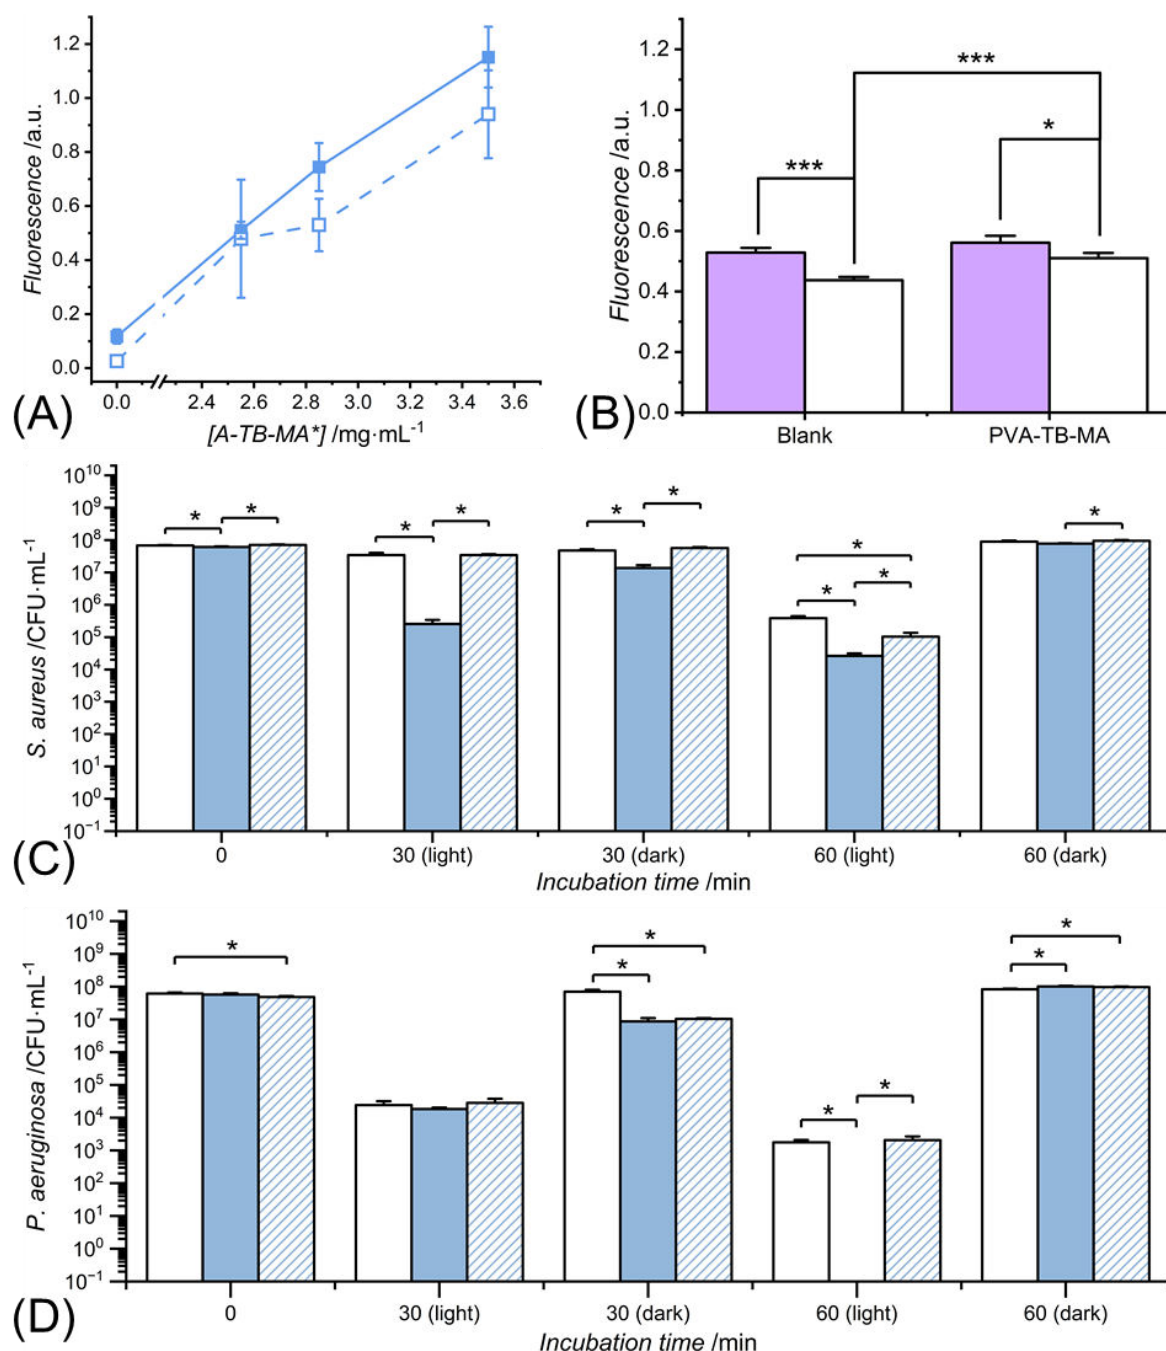 1.2
1.0
0.8
0.6
0.4
0.2
0.0
Fluorescence /a.u.
0.0 2.4 2.6 2.8 3.0 3.2 3.4 3.6
(A) [A-TB-MA*] /mg·mL⁻¹
1.2
1.0
0.8
0.6
0.4
0.2
0.0
Fluorescence /a.u.
***
***
*
Blank PVA-TB-MA
(B)
10¹⁰
10⁹
10⁸
10⁷
10⁶
10⁵
10⁴
10³
10²
10¹
10⁰
10⁻¹
S. aureus /CFU·mL⁻¹
* * * * * * * * * *
0 30 (light) 30 (dark) 60 (light) 60 (dark)
(C) Incubation time /min
10¹⁰
10⁹
10⁸
10⁷
10⁶
10⁵
10⁴
10³
10²
10¹
10⁰
10⁻¹
P. aeruginosa /CFU·mL⁻¹
* * * * * * *
0 30 (light) 30 (dark) 60 (light) 60 (dark)
(D) Incubation time /min